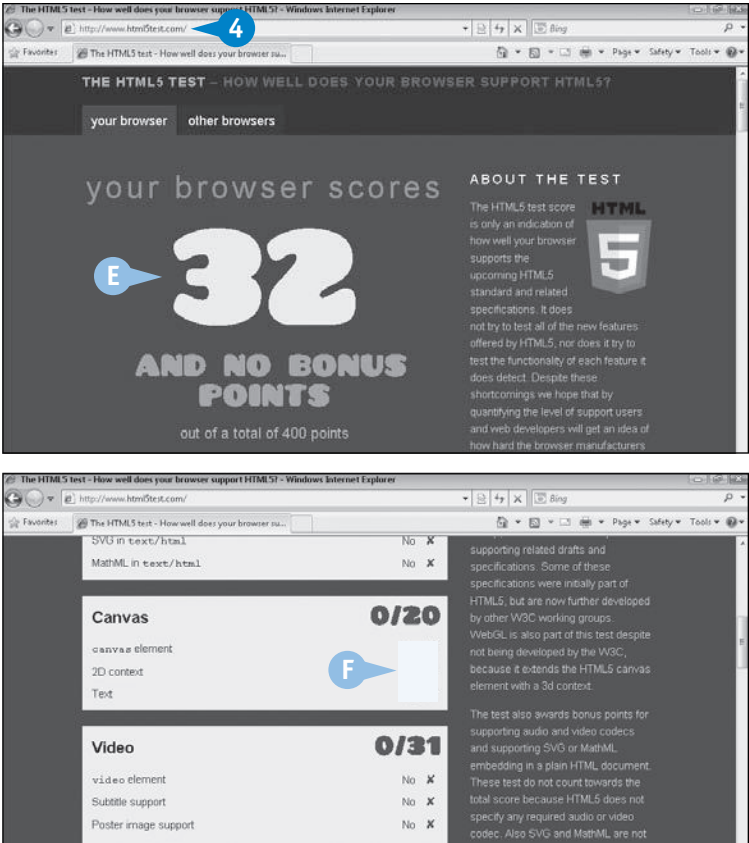 The HTML5 test - How well does your browser support HTML5? - Windows Internet Explorer
http://www.html5test.com/
4
Bing
Favorites
The HTML5 test - How well does your browser su...
Page
Safety
Tools
THE HTML5 TEST – HOW WELL DOES YOUR BROWSER SUPPORT HTML5?
your browser other browsers
your browser scores
E
32
AND NO BONUS
POINTS
out of a total of 400 points
ABOUT THE TEST
HTML
5
The HTML5 test score
is only an indication of
how well your browser
supports the
upcoming HTML5
standard and related
specifications. It does
not try to test all of the new features
offered by HTML5, nor does it try to
test the functionality of each feature it
does detect. Despite these
shortcomings we hope that by
quantifying the level of support users
and web developers will get an idea of
how hard the browser manufacturers
The HTML5 test - How well does your browser support HTML5? - Windows Internet Explorer
http://www.html5test.com/
Bing
Favorites
The HTML5 test - How well does your browser su...
Page
Safety
Tools
SVG in text/html No ✘
MathML in text/html No ✘
Canvas 0/20
canvas element
2D context
Text
F
Video 0/31
video element No ✘
Subtitle support No ✘
Poster image support No ✘
supporting related drafts and
specifications. Some of these
specifications were initially part of
HTML5, but are now further developed
by other W3C working groups.
WebGL is also part of this test despite
not being developed by the W3C,
because it extends the HTML5 canvas
element with a 3d context.
The test also awards bonus points for
supporting audio and video codecs
and supporting SVG or MathML
embedding in a plain HTML document.
These test do not count towards the
total score because HTML5 does not
specify any required audio or video
codec. Also SVG and MathML are not